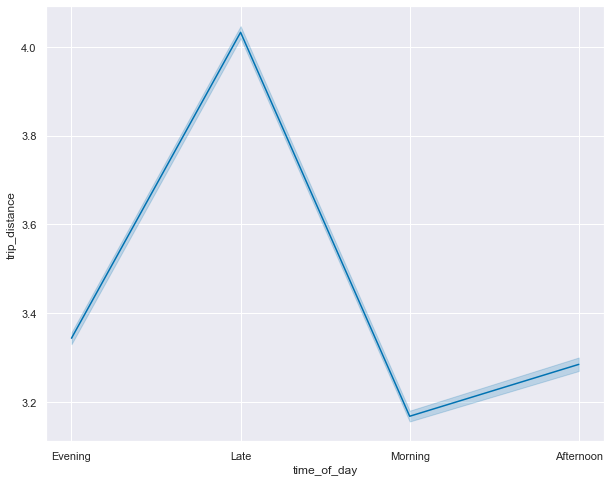 4.0
3.8
3.6
3.4
3.2
trip_distance
Evening Late Morning Afternoon
time_of_day